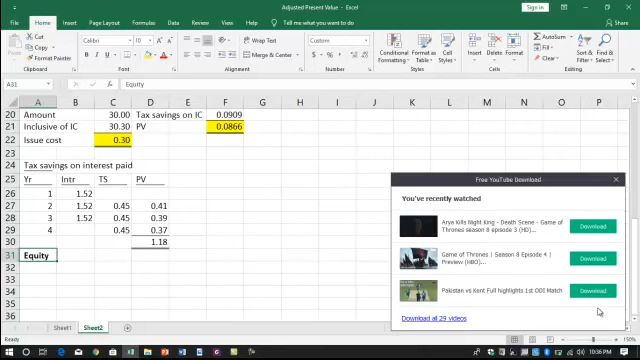 Adjusted Present Value - Excel
Sign in
File Home Insert Page Layout Formulas Data Review View Help Tell me what you want to do
Share
Cut
Copy
Format Painter
Paste
Clipboard
Calibri 10
Font
Wrap Text
Merge & Center
Alignment
Number
Conditional Formatting
Format as Table
Cell Styles
Styles
Insert Delete Format
Cells
AutoSum
Fill
Clear
Sort & Filter
Find & Select
Editing
A31 fx Equity
A B C D E F G H I J K L M N O P
20 Amount 30.00 Tax savings on IC 0.0909
21 Inclusive of IC 30.30 PV 0.0866
22 Issue cost 0.30
23
24 Tax savings on interest paid
25 Yr Intr TS PV
26 1 1.52
27 2 1.52 0.45 0.41
28 3 1.52 0.45 0.39
29 4 0.45 0.37
30 1.18
31 Equity
32
33
34
35
36
Free YouTube Download
You've recently watched
Arya Kills Night King - Death Scene - Game of
Thrones season 8 episode 3 (HD)...
Download
Game of Thrones | Season 8 Episode 4 |
Preview (HBO)...
Download
Pakistan vs Kent Full highlights 1st ODI Match
Download
Download all 29 videos
Sheet1 Sheet2
Ready
150%
10:36 PM